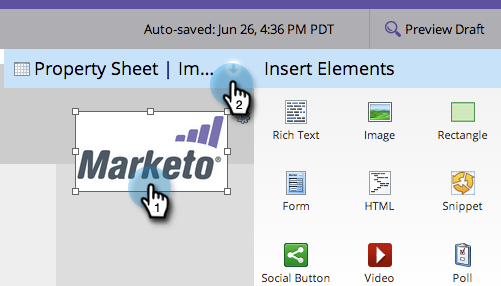 Auto-saved: Jun 26, 4:36 PM PDT
Preview Draft
Property Sheet | Im...
Insert Elements
2
Rich Text
Image
Rectangle
Marketo®
1
Form
HTML
Snippet
Social Button
Video
Poll